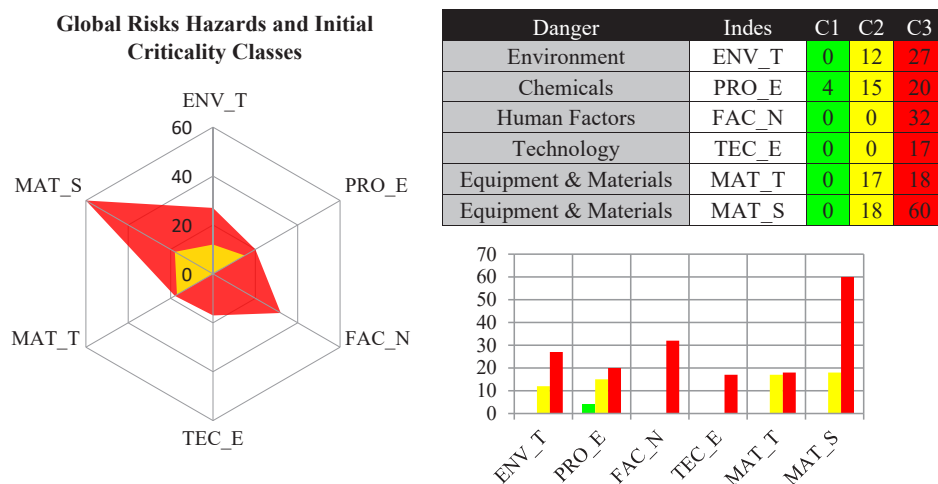 Global Risks Hazards and Initial
Criticality Classes
ENV_T
60
40
20
0
MAT_S
PRO_E
MAT_T
FAC_N
TEC_E
Danger Indes C1 C2 C3
Environment ENV_T 0 12 27
Chemicals PRO_E 4 15 20
Human Factors FAC_N 0 0 32
Technology TEC_E 0 0 17
Equipment & Materials MAT_T 0 17 18
Equipment & Materials MAT_S 0 18 60
70
60
50
40
30
20
10
0
ENV_T PRO_E FAC_N TEC_E MAT_T MAT_S